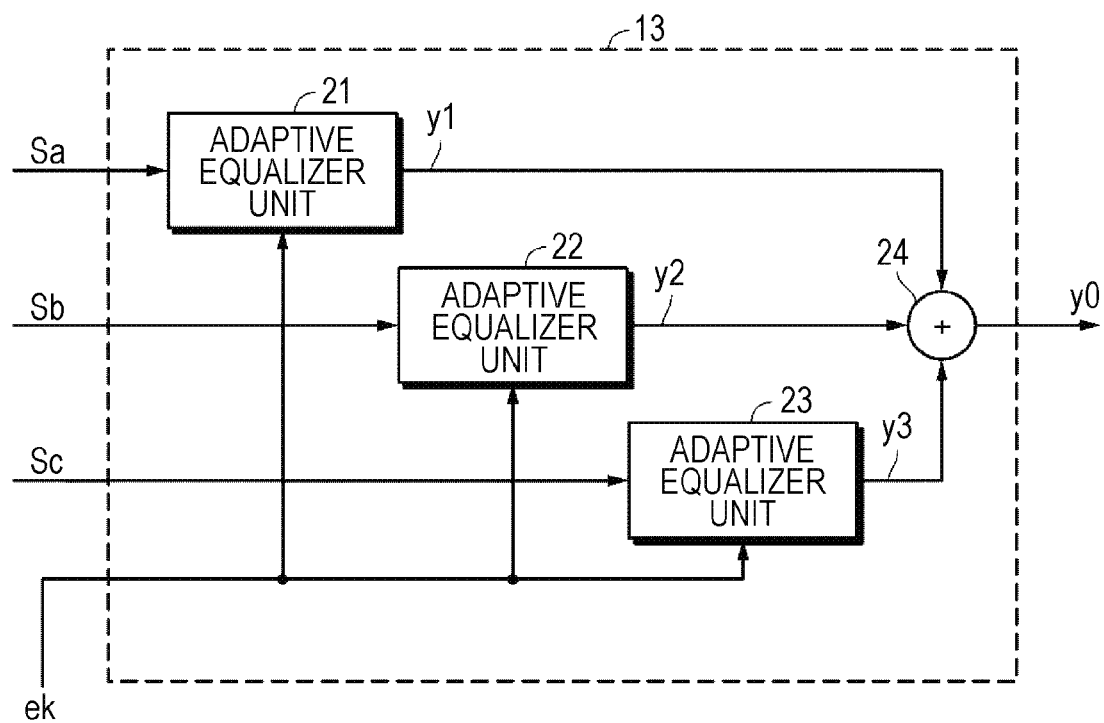 13
21
ADAPTIVE
EQUALIZER
UNIT
y1
Sa
22
ADAPTIVE
EQUALIZER
UNIT
y2
24
+
y0
Sb
23
ADAPTIVE
EQUALIZER
UNIT
y3
Sc
ek